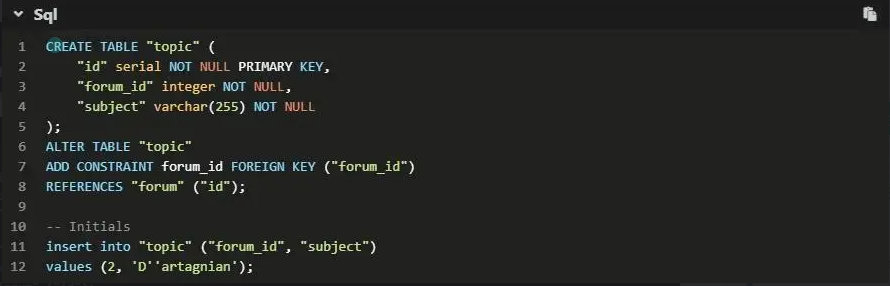 Sql
1 CREATE TABLE "topic" (
2 "id" serial NOT NULL PRIMARY KEY,
3 "forum_id" integer NOT NULL,
4 "subject" varchar(255) NOT NULL
5 );
6 ALTER TABLE "topic"
7 ADD CONSTRAINT forum_id FOREIGN KEY ("forum_id")
8 REFERENCES "forum" ("id");
9
10 -- Initials
11 insert into "topic" ("forum_id", "subject")
12 values (2, 'D''artagnian');